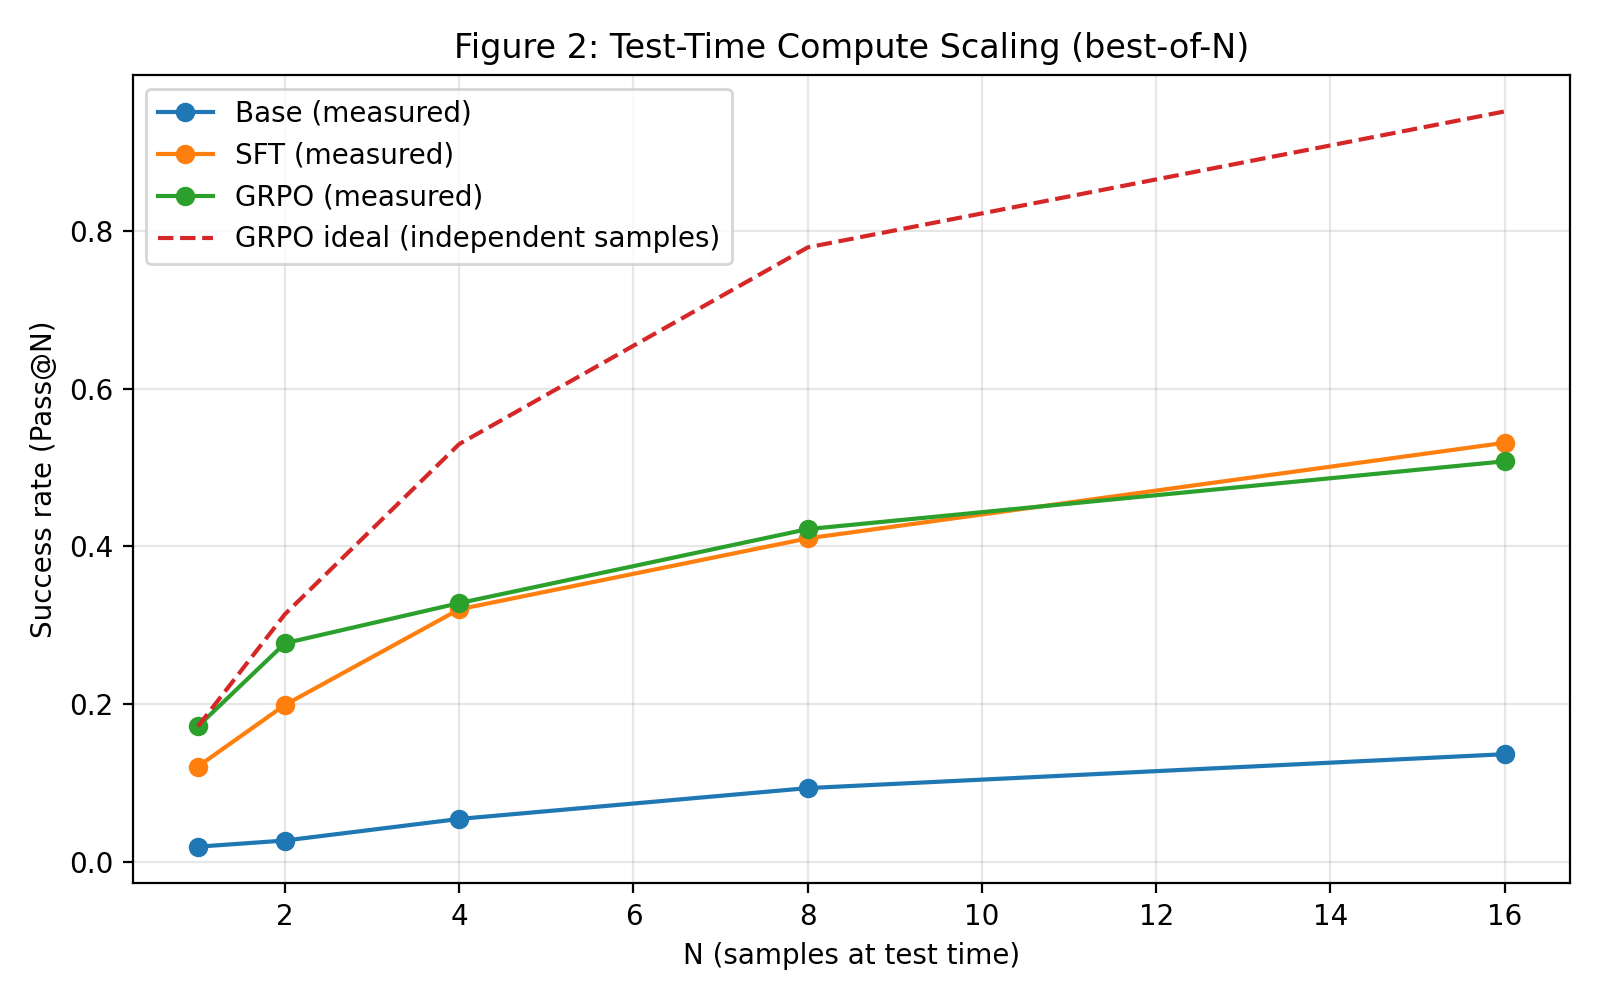 Figure 2: Test-Time Compute Scaling (best-of-N)
Base (measured)
SFT (measured)
GRPO (measured)
GRPO ideal (independent samples)
Success rate (Pass@N)
0.8
0.6
0.4
0.2
0.0
2 4 6 8 10 12 14 16
N (samples at test time)